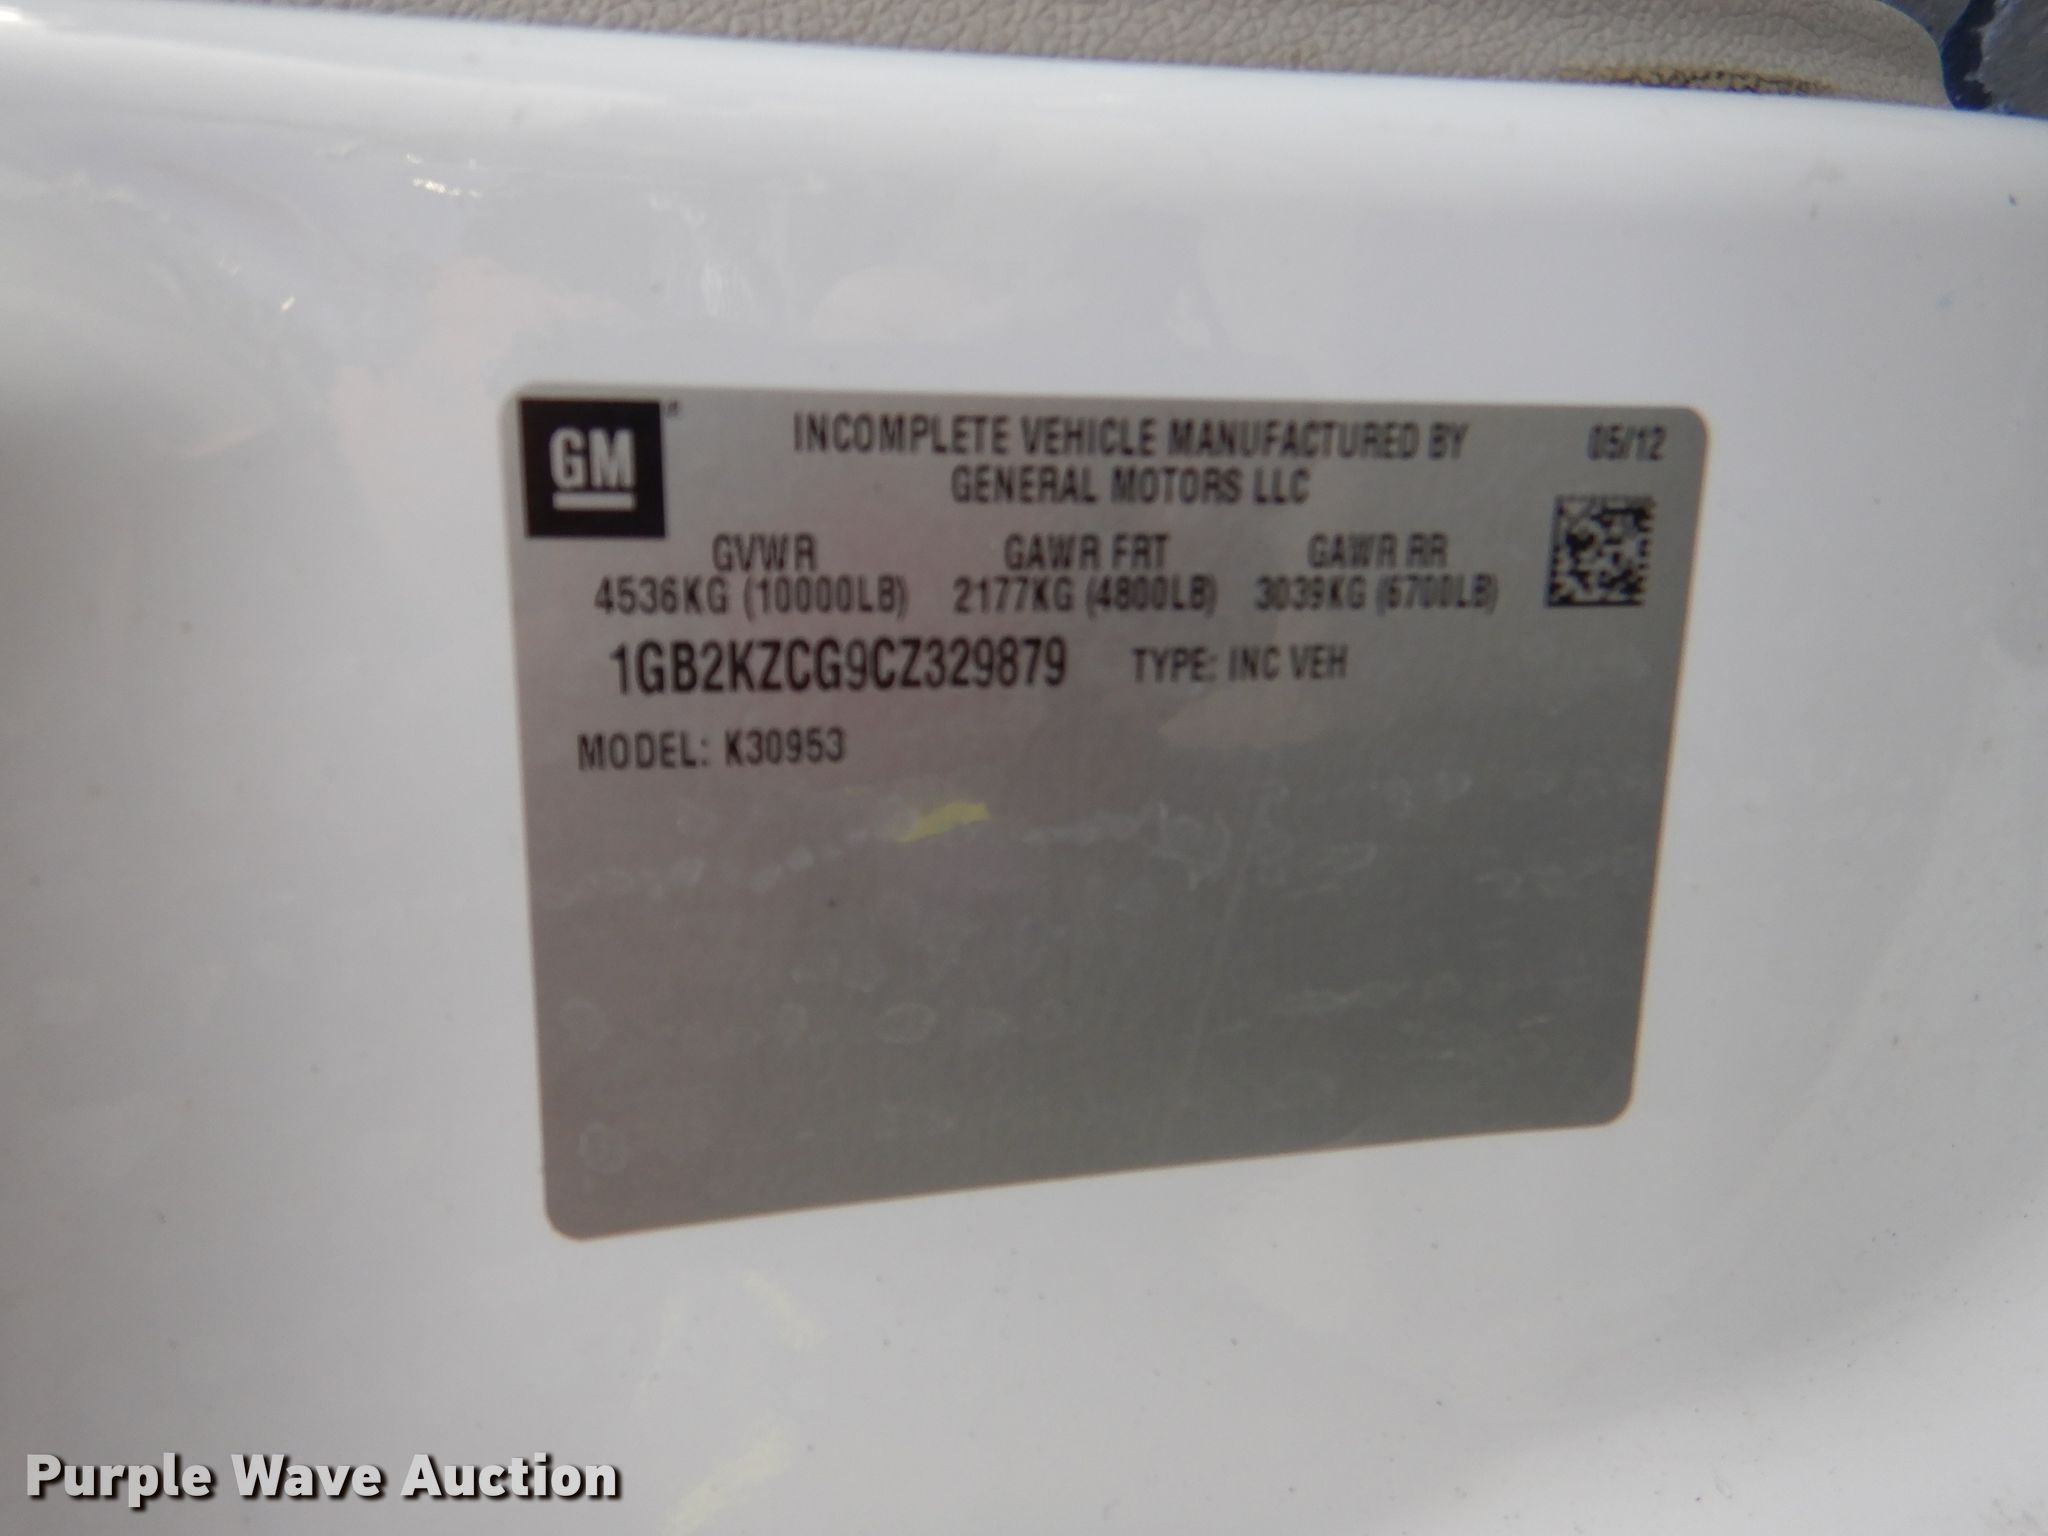 GM
INCOMPLETE VEHICLE MANUFACTURED BY 05/12
GENERAL MOTORS LLC
GVWR GAWR FRT GAWR RR
4536KG (10000LB) 2177KG (4800LB) 3039KG (6700LB)
1GB2KZCG9CZ329879 TYPE: INC VEH
MODEL: K30953
Purple Wave Auction